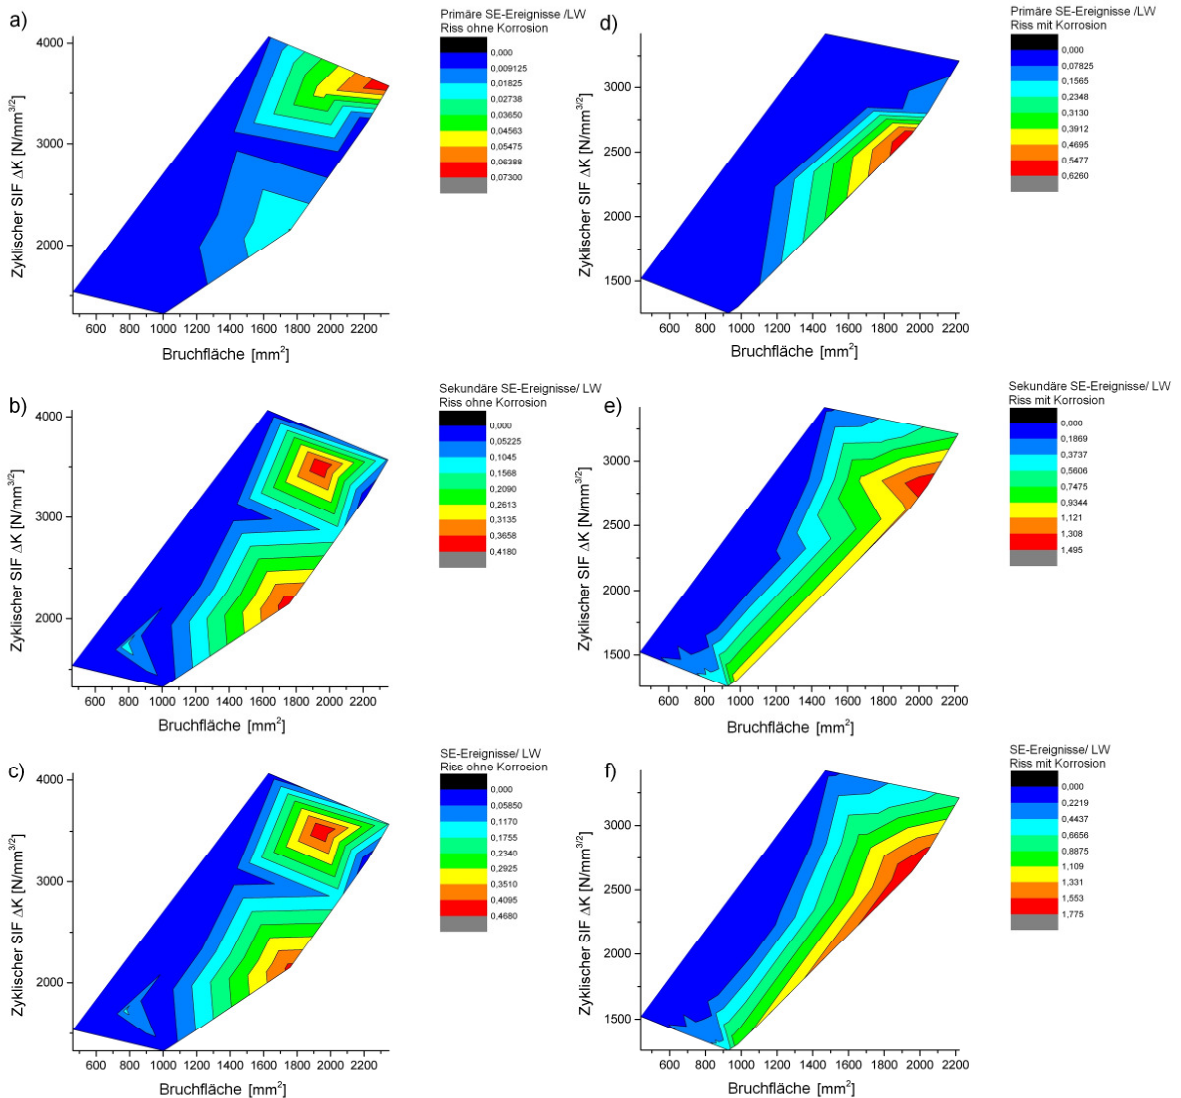 a)
Primäre SE-Ereignisse /LW
Riss ohne Korrosion
0,000
0,009125
0,01825
0,02738
0,03650
0,04563
0,05475
0,06388
0,07300
4000
3000
2000
Zyklischer SIF ΔK [N/mm3/2]
600 800 1000 1200 1400 1600 1800 2000 2200
Bruchfläche [mm2]
d)
Primäre SE-Ereignisse /LW
Riss mit Korrosion
0,000
0,07825
0,1565
0,2348
0,3130
0,3912
0,4695
0,5477
0,6260
3000
2500
2000
1500
Zyklischer SIF ΔK [N/mm3/2]
600 800 1000 1200 1400 1600 1800 2000 2200
Bruchfläche [mm2]
b)
Sekundäre SE-Ereignisse/ LW
Riss ohne Korrosion
0,000
0,05225
0,1045
0,1568
0,2090
0,2613
0,3135
0,3658
0,4180
4000
3000
2000
Zyklischer SIF ΔK [N/mm3/2]
600 800 1000 1200 1400 1600 1800 2000 2200
Bruchfläche [mm2]
e)
Sekundäre SE-Ereignisse/ LW
Riss mit Korrosion
0,000
0,1869
0,3737
0,5606
0,7475
0,9344
1,121
1,308
1,495
3000
2500
2000
1500
Zyklischer SIF ΔK [N/mm3/2]
600 800 1000 1200 1400 1600 1800 2000 2200
Bruchfläche [mm2]
c)
SE-Ereignisse/ LW
Riss ohne Korrosion
0,000
0,05850
0,1170
0,1755
0,2340
0,2925
0,3510
0,4095
0,4680
4000
3000
2000
Zyklischer SIF ΔK [N/mm3/2]
600 800 1000 1200 1400 1600 1800 2000 2200
Bruchfläche [mm2]
f)
SE-Ereignisse/ LW
Riss mit Korrosion
0,000
0,2219
0,4437
0,6656
0,8875
1,109
1,331
1,553
1,775
3000
2500
2000
1500
Zyklischer SIF ΔK [N/mm3/2]
600 800 1000 1200 1400 1600 1800 2000 2200
Bruchfläche [mm2]